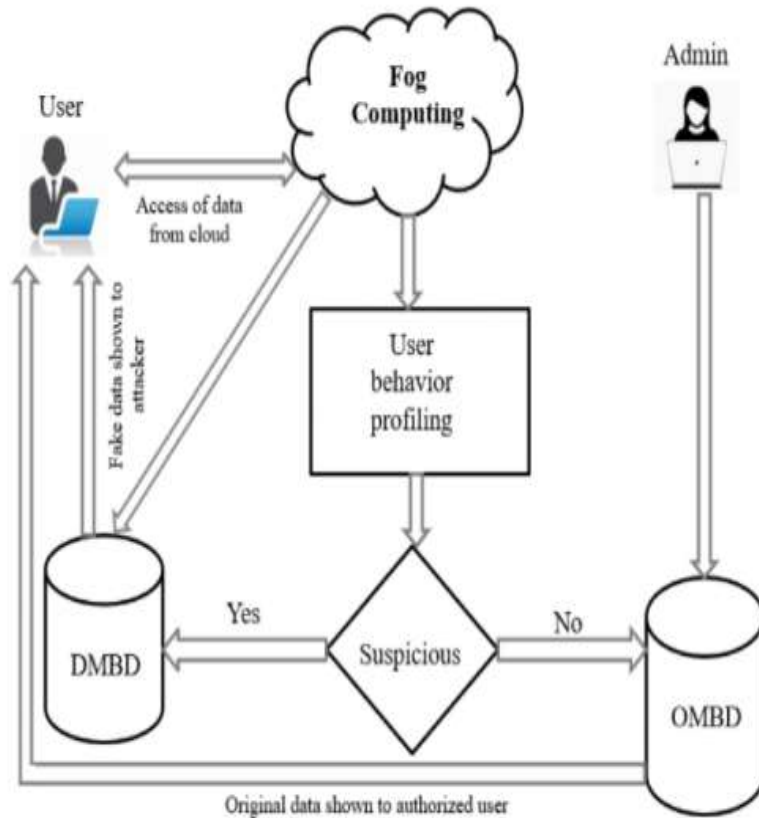 Fog
Computing
Admin
User
Access of data
from cloud
Fake data shown to
attacker
User
behavior
profiling
Yes
Suspicious
No
DMBD
OMBD
Original data shown to authorized user